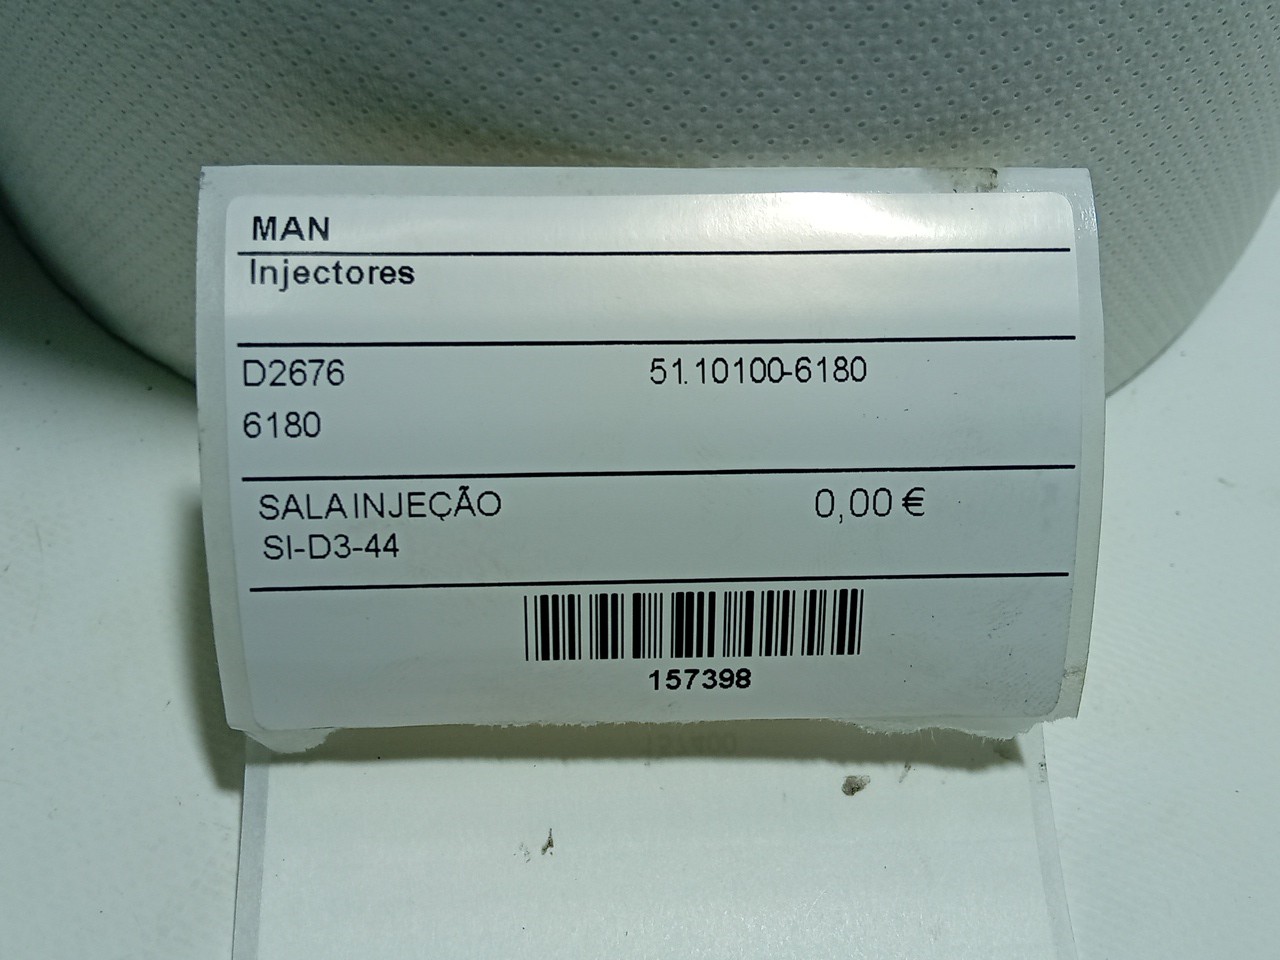 MAN
Injectores
D2676 51.10100-6180
6180
SALA INJEÇÃO 0,00 €
SI-D3-44
157398